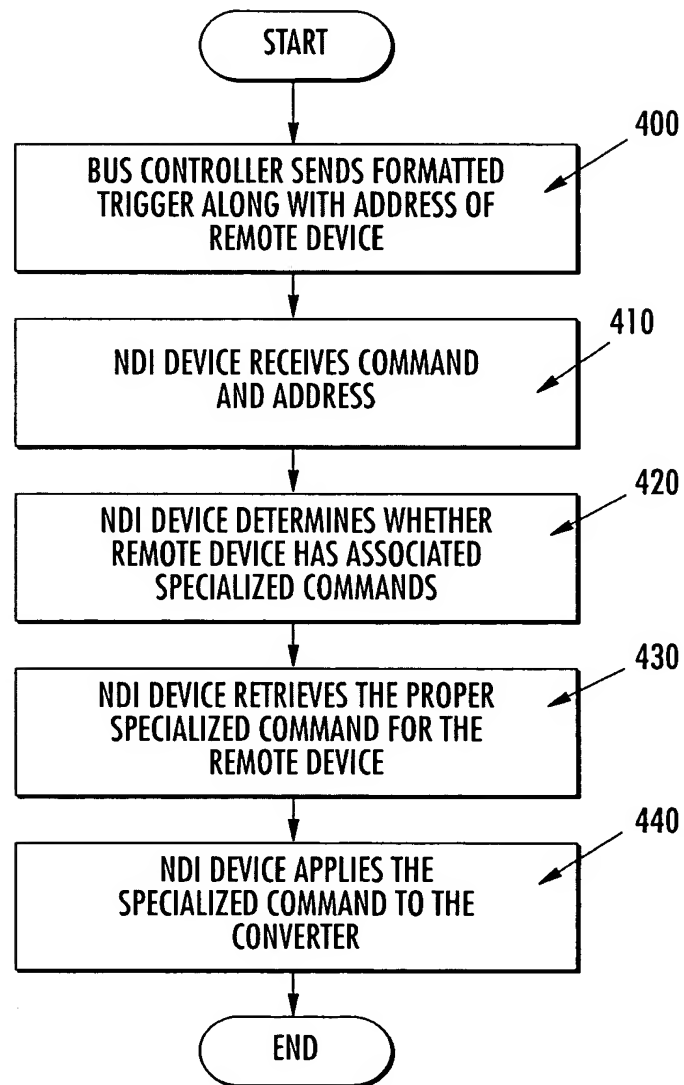 START
400
BUS CONTROLLER SENDS FORMATTED
TRIGGER ALONG WITH ADDRESS OF
REMOTE DEVICE
410
NDI DEVICE RECEIVES COMMAND
AND ADDRESS
420
NDI DEVICE DETERMINES WHETHER
REMOTE DEVICE HAS ASSOCIATED
SPECIALIZED COMMANDS
430
NDI DEVICE RETRIEVES THE PROPER
SPECIALIZED COMMAND FOR THE
REMOTE DEVICE
440
NDI DEVICE APPLIES THE
SPECIALIZED COMMAND TO THE
CONVERTER
END